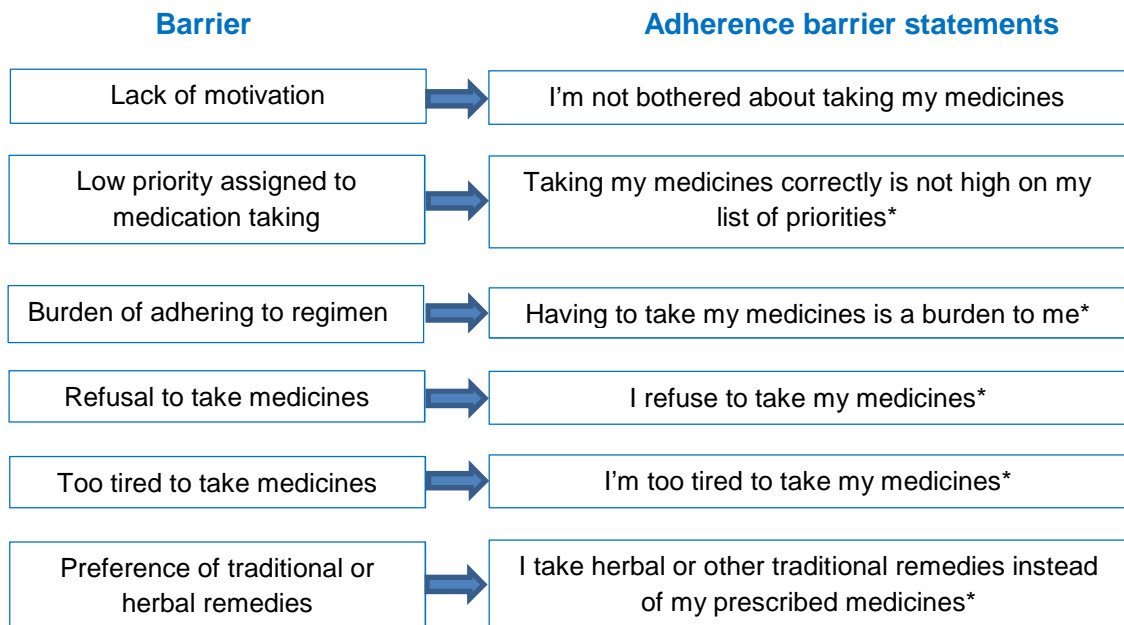 Barrier
Adherence barrier statements
Lack of motivation
I’m not bothered about taking my medicines
Low priority assigned to
medication taking
Taking my medicines correctly is not high on my
list of priorities*
Burden of adhering to regimen
Having to take my medicines is a burden to me*
Refusal to take medicines
I refuse to take my medicines*
Too tired to take medicines
I’m too tired to take my medicines*
Preference of traditional or
herbal remedies
I take herbal or other traditional remedies instead
of my prescribed medicines*